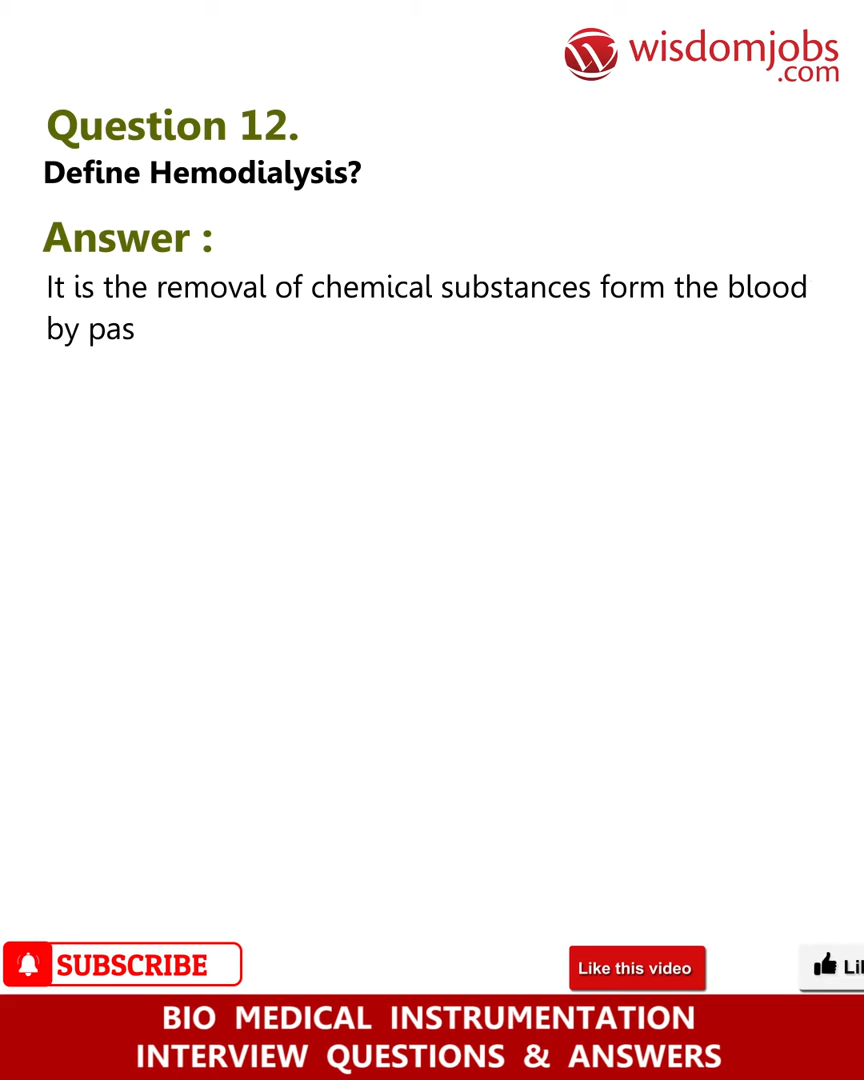 wisdomjobs
.com
Question 12.
Define Hemodialysis?
Answer :
It is the removal of chemical substances form the blood
by pas
SUBSCRIBE
Like this video
Lil
BIO MEDICAL INSTRUMENTATION
INTERVIEW QUESTIONS & ANSWERS